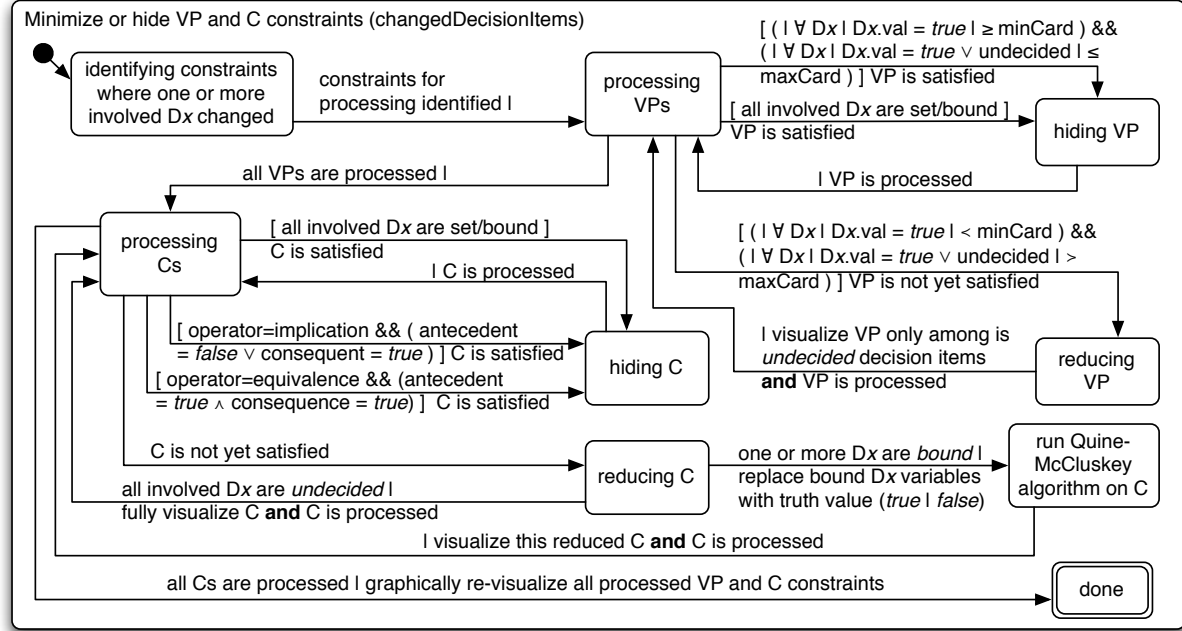 Minimize or hide VP and C constraints (changedDecisionItems)
identifying constraints
where one or more
involved Dx changed
constraints for
processing identified |
processing
VPs
[ ( | ∀ Dx | Dx.val = true | ≥ minCard ) &&
( | ∀ Dx | Dx.val = true ∨ undecided | ≤
maxCard ) ] VP is satisfied
[ all involved Dx are set/bound ]
VP is satisfied
hiding VP
| VP is processed
all VPs are processed |
processing
Cs
[ all involved Dx are set/bound ]
C is satisfied
| C is processed
[ ( | ∀ Dx | Dx.val = true | < minCard ) &&
( | ∀ Dx | Dx.val = true ∨ undecided | >
maxCard ) ] VP is not yet satisfied
[ operator=implication && ( antecedent
= false ∨ consequent = true ) ] C is satisfied
[ operator=equivalence && (antecedent
= true ∧ consequence = true) ] C is satisfied
hiding C
| visualize VP only among is
undecided decision items
and VP is processed
reducing
VP
C is not yet satisfied
reducing C
all involved Dx are undecided |
fully visualize C and C is processed
one or more Dx are bound |
replace bound Dx variables
with truth value (true | false)
run Quine-
McCluskey
algorithm on C
| visualize this reduced C and C is processed
all Cs are processed | graphically re-visualize all processed VP and C constraints
done